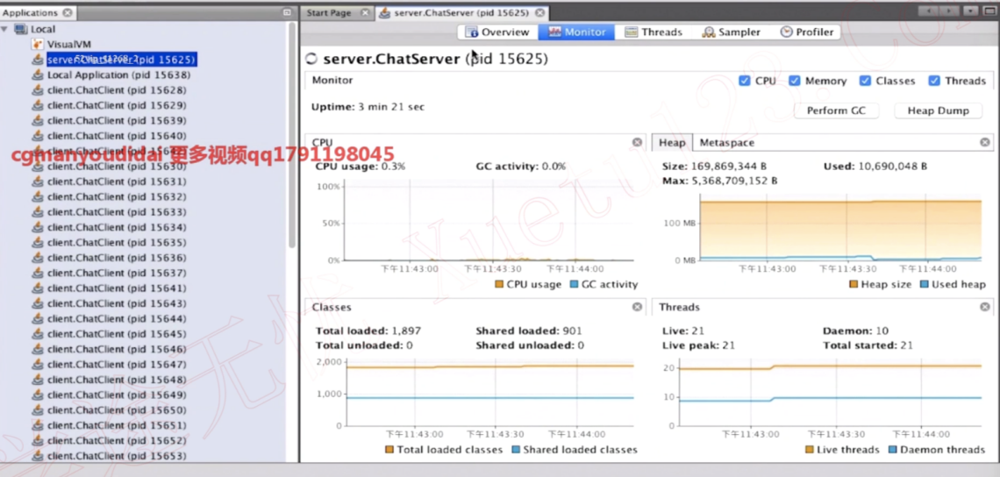 Applications
Start Page
server.ChatServer (pid 15625)
Local
VisualVM
server.ChatServer (pid 15625)
Local Application (pid 15638)
client.ChatClient (pid 15628)
client.ChatClient (pid 15629)
client.ChatClient (pid 15639)
client.ChatClient (pid 15640)
client.ChatClient (pid 15642)
client.ChatClient (pid 15630)
client.ChatClient (pid 15631)
client.ChatClient (pid 15632)
client.ChatClient (pid 15633)
client.ChatClient (pid 15634)
client.ChatClient (pid 15635)
client.ChatClient (pid 15636)
client.ChatClient (pid 15637)
client.ChatClient (pid 15641)
client.ChatClient (pid 15643)
client.ChatClient (pid 15644)
client.ChatClient (pid 15645)
client.ChatClient (pid 15646)
client.ChatClient (pid 15647)
client.ChatClient (pid 15648)
client.ChatClient (pid 15649)
client.ChatClient (pid 15650)
client.ChatClient (pid 15651)
client.ChatClient (pid 15652)
client.ChatClient (pid 15653)
cgmanyoudidai 更多视频qq1791198045
Overview Monitor Threads Sampler Profiler
server.ChatServer (pid 15625)
Monitor
CPU Memory Classes Threads
Uptime: 3 min 21 sec
Perform GC Heap Dump
CPU
CPU usage: 0.3% GC activity: 0.0%
100%
50%
0%
下午11:43:00 下午11:43:30 下午11:44:00
CPU usage GC activity
Heap Metaspace
Size: 169,869,344 B Used: 10,690,048 B
Max: 5,368,709,152 B
100 MB
0 MB
下午11:43:00 下午11:43:30 下午11:44:00
Heap size Used heap
Classes
Total loaded: 1,897 Shared loaded: 901
Total unloaded: 0 Shared unloaded: 0
2,000
1,000
0
下午11:43:00 下午11:43:30 下午11:44:00
Total loaded classes Shared loaded classes
Threads
Live: 21 Daemon: 10
Live peak: 21 Total started: 21
20
10
0
下午11:43:00 下午11:43:30 下午11:44:00
Live threads Daemon threads